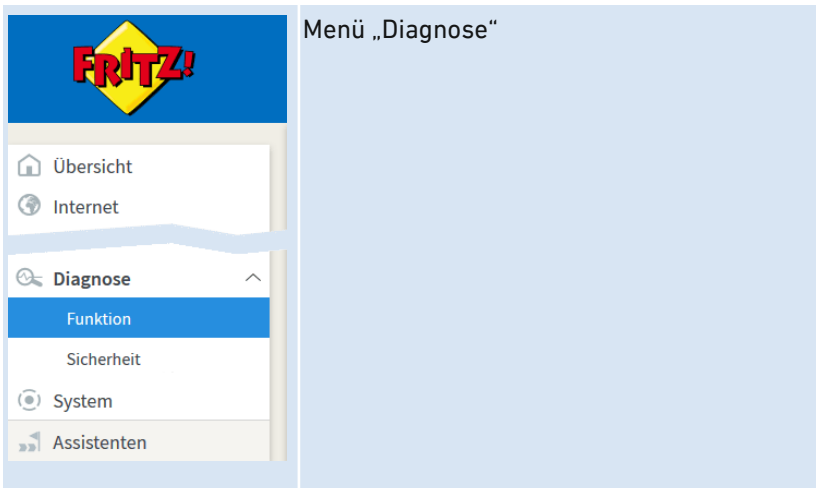 FRITZ!
Menü „Diagnose“
Übersicht
Internet
Diagnose
Funktion
Sicherheit
System
Assistenten